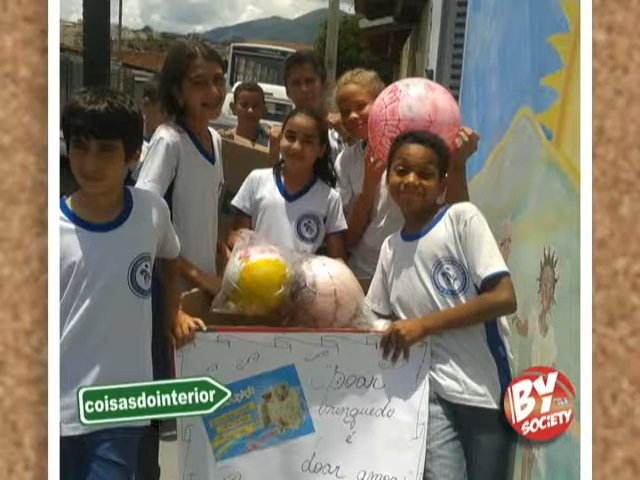 "Doar
brinquedo
é
doar amor"
coisasdointerior
BY
SOCIETY